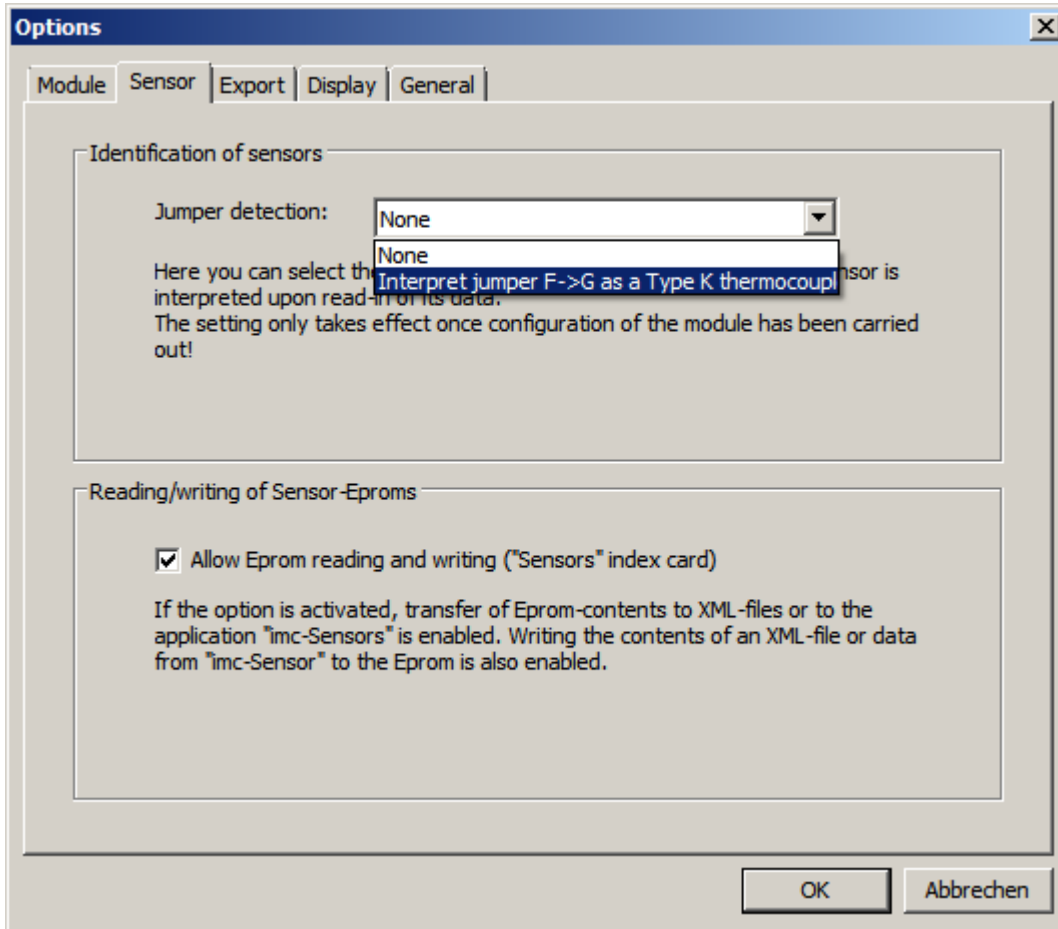 Options
Module Sensor Export Display General
Identification of sensors
Jumper detection: None
None
Interpret jumper F->G as a Type K thermocoupl
Here you can select the nsor is
interpreted upon read-in of its data.
The setting only takes effect once configuration of the module has been carried
out!
Reading/writing of Sensor-Eproms
Allow Eprom reading and writing ("Sensors" index card)
If the option is activated, transfer of Eprom-contents to XML-files or to the
application "imc-Sensors" is enabled. Writing the contents of an XML-file or data
from "imc-Sensor" to the Eprom is also enabled.
OK Abbrechen